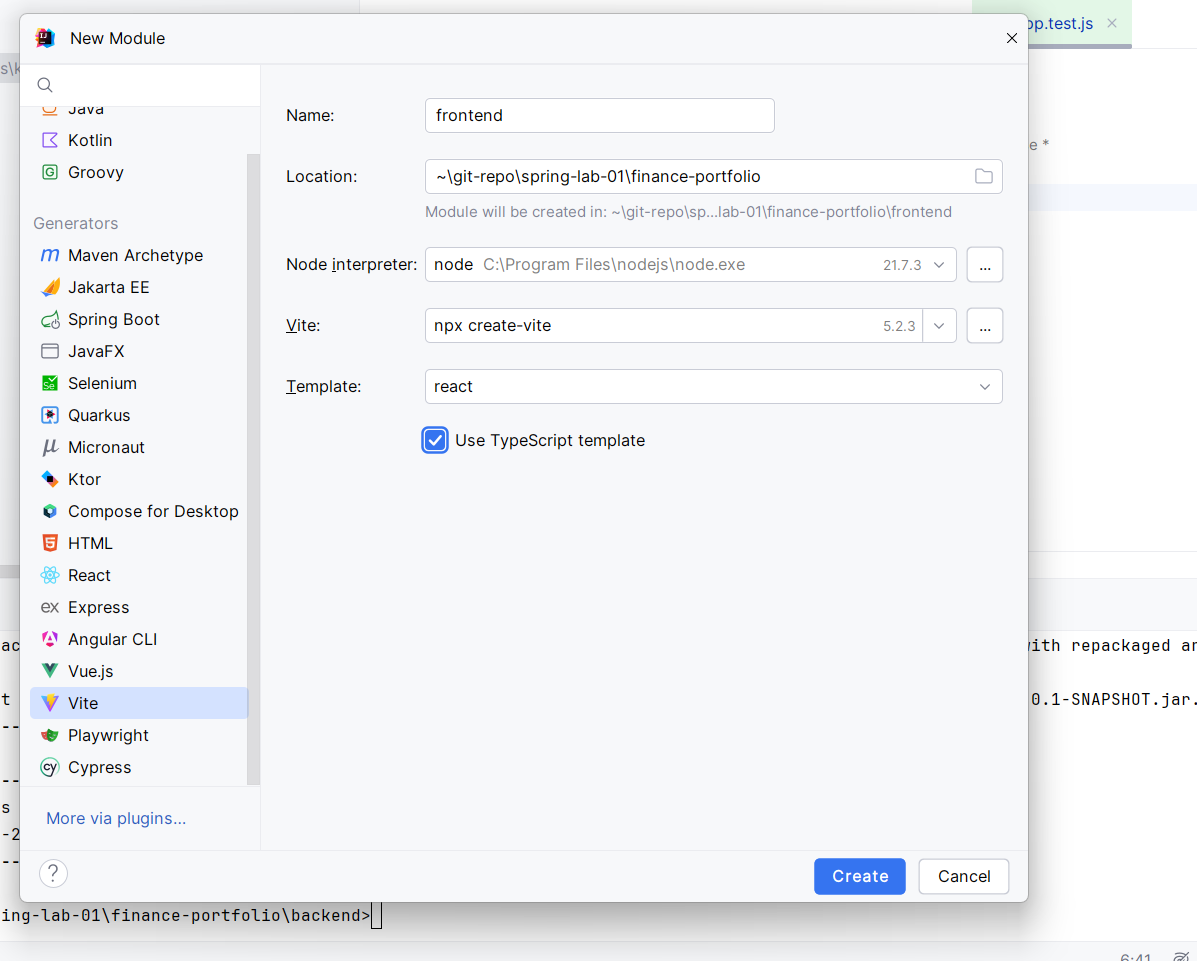 New Module
op.test.js
s\k
Java
Kotlin
Groovy
Generators
Maven Archetype
Jakarta EE
Spring Boot
JavaFX
Selenium
Quarkus
Micronaut
Ktor
Compose for Desktop
HTML
React
Express
Angular CLI
Vue.js
Vite
Playwright
Cypress
More via plugins...
?
Name:
frontend
Location:
~\git-repo\spring-lab-01\finance-portfolio
Module will be created in: ~\git-repo\sp...lab-01\finance-portfolio\frontend
Node interpreter:
node C:\Program Files\nodejs\node.exe 21.7.3
...
Vite:
npx create-vite 5.2.3
...
Template:
react
Use TypeScript template
Create
Cancel
e *
ac
with repackaged ar
t
0.1-SNAPSHOT.jar.
--
--
s
-2
--
ing-lab-01\finance-portfolio\backend>
6:41